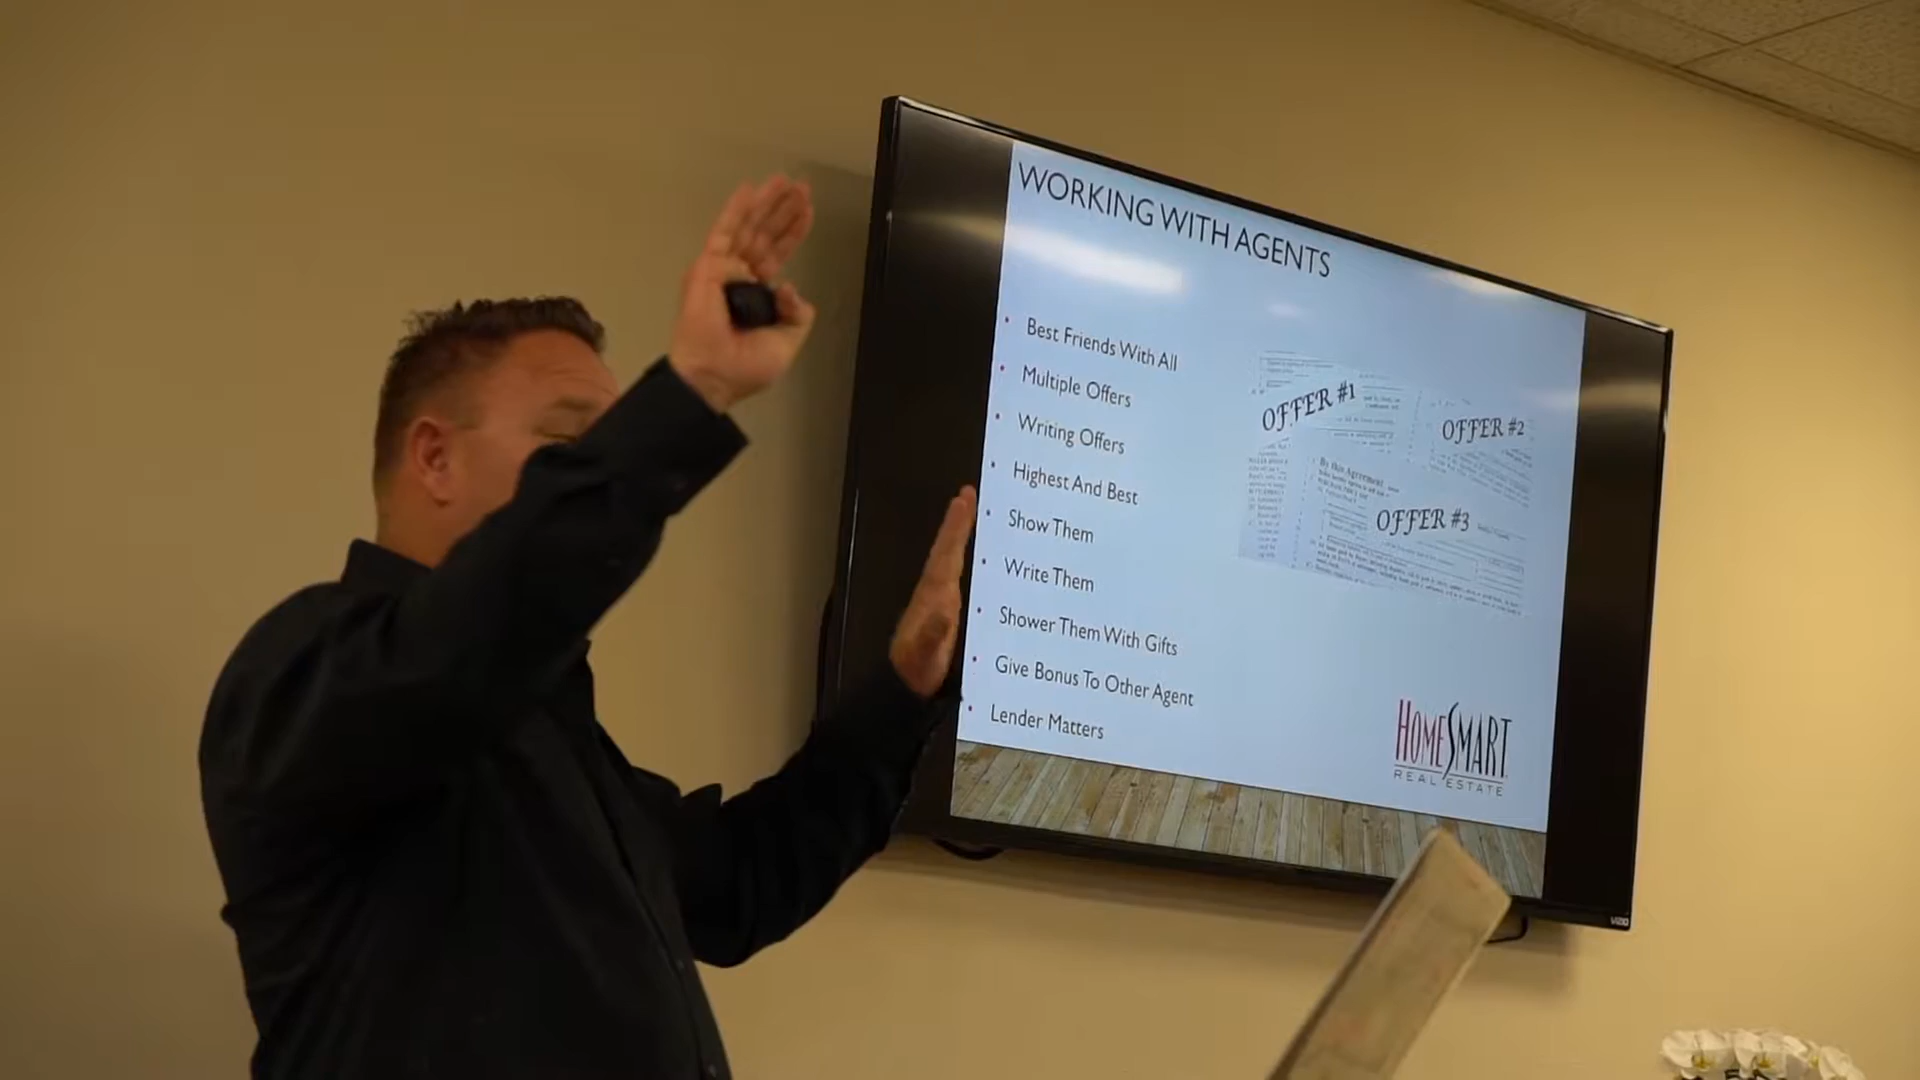 WORKING WITH AGENTS
Best Friends With All
Multiple Offers
Writing Offers
Highest And Best
Show Them
Write Them
Shower Them With Gifts
Give Bonus To Other Agent
Lender Matters
OFFER #1
OFFER #2
By this Agreement
OFFER #3
HOMESMART
REAL ESTATE
VIZIO